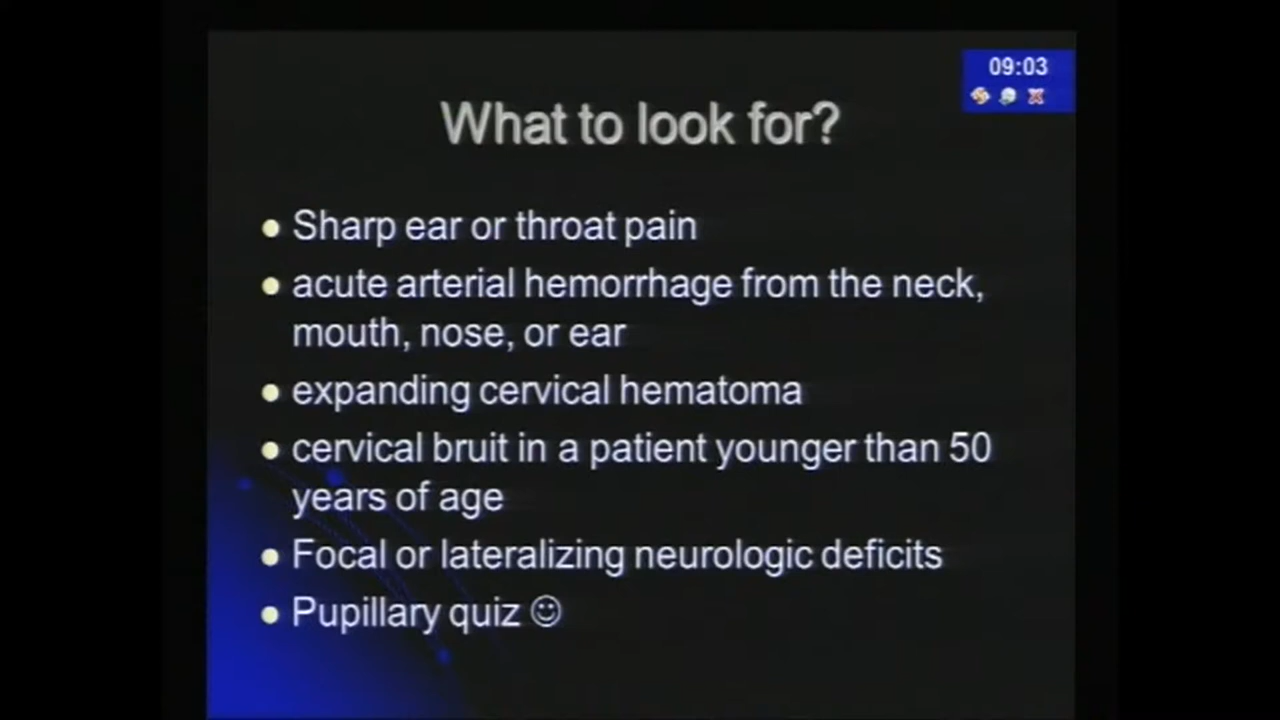 09:03
What to look for?
Sharp ear or throat pain
acute arterial hemorrhage from the neck,
mouth, nose, or ear
expanding cervical hematoma
cervical bruit in a patient younger than 50
years of age
Focal or lateralizing neurologic deficits
Pupillary quiz ☺